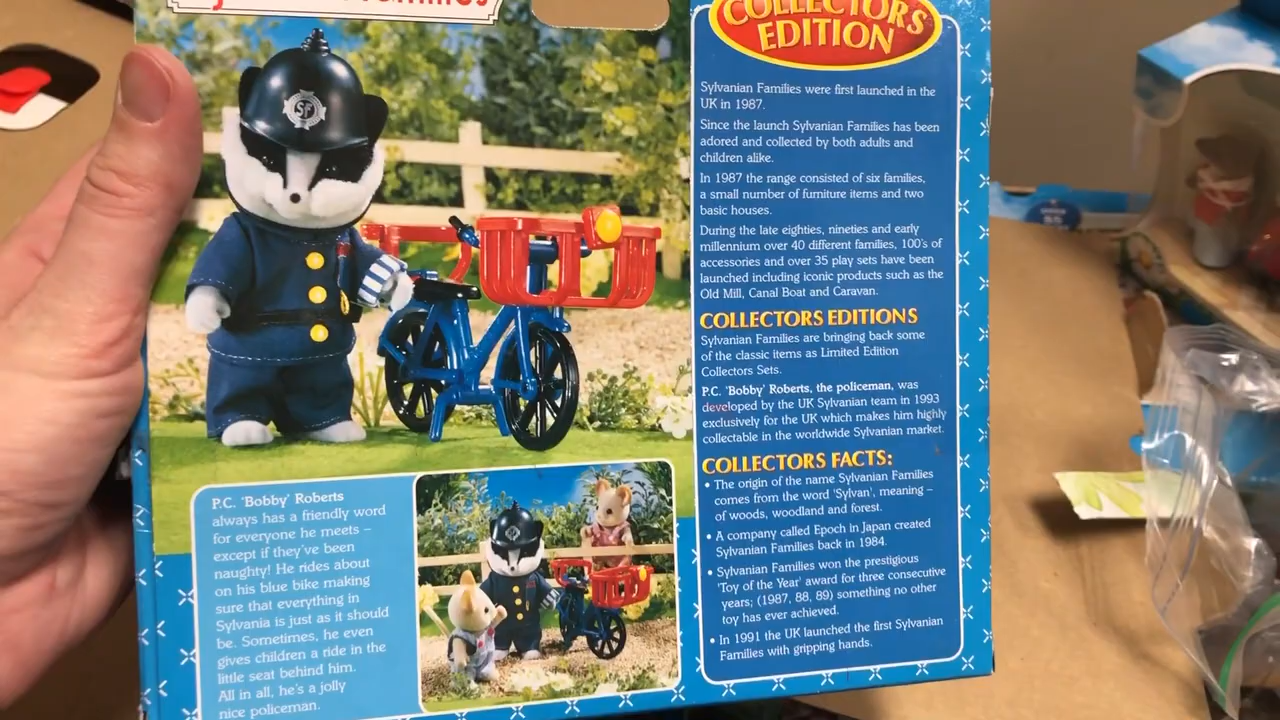 SF
COLLECTORS
EDITION
Sylvanian Families were first launched in the
UK in 1987.
Since the launch Sylvanian Families has been
adored and collected by both adults and
children alike.
In 1987 the range consisted of six families,
a small number of furniture items and two
basic houses.
During the late eighties, nineties and early
millennium over 40 different families, 100's of
accessories and over 35 play sets have been
launched including iconic products such as the
Old Mill, Canal Boat and Caravan.
COLLECTORS EDITIONS
Sylvanian Families are bringing back some
of the classic items as Limited Edition
Collectors Sets.
P.C. 'Bobby' Roberts, the policeman, was
developed by the UK Sylvanian team in 1993
exclusively for the UK which makes him highly
collectable in the worldwide Sylvanian market.
COLLECTORS FACTS:
• The origin of the name Sylvanian Families
comes from the word 'Sylvan', meaning –
of woods, woodland and forest.
• A company called Epoch in Japan created
Sylvanian Families back in 1984.
• Sylvanian Families won the prestigious
'Toy of the Year' award for three consecutive
years; (1987, 88, 89) something no other
toy has ever achieved.
• In 1991 the UK launched the first Sylvanian
Families with gripping hands.
P.C. 'Bobby' Roberts
always has a friendly word
for everyone he meets –
except if they've been
naughty! He rides about
on his blue bike making
sure that everything in
Sylvania is just as it should
be. Sometimes, he even
gives children a ride in the
little seat behind him.
All in all, he's a jolly
nice policeman.